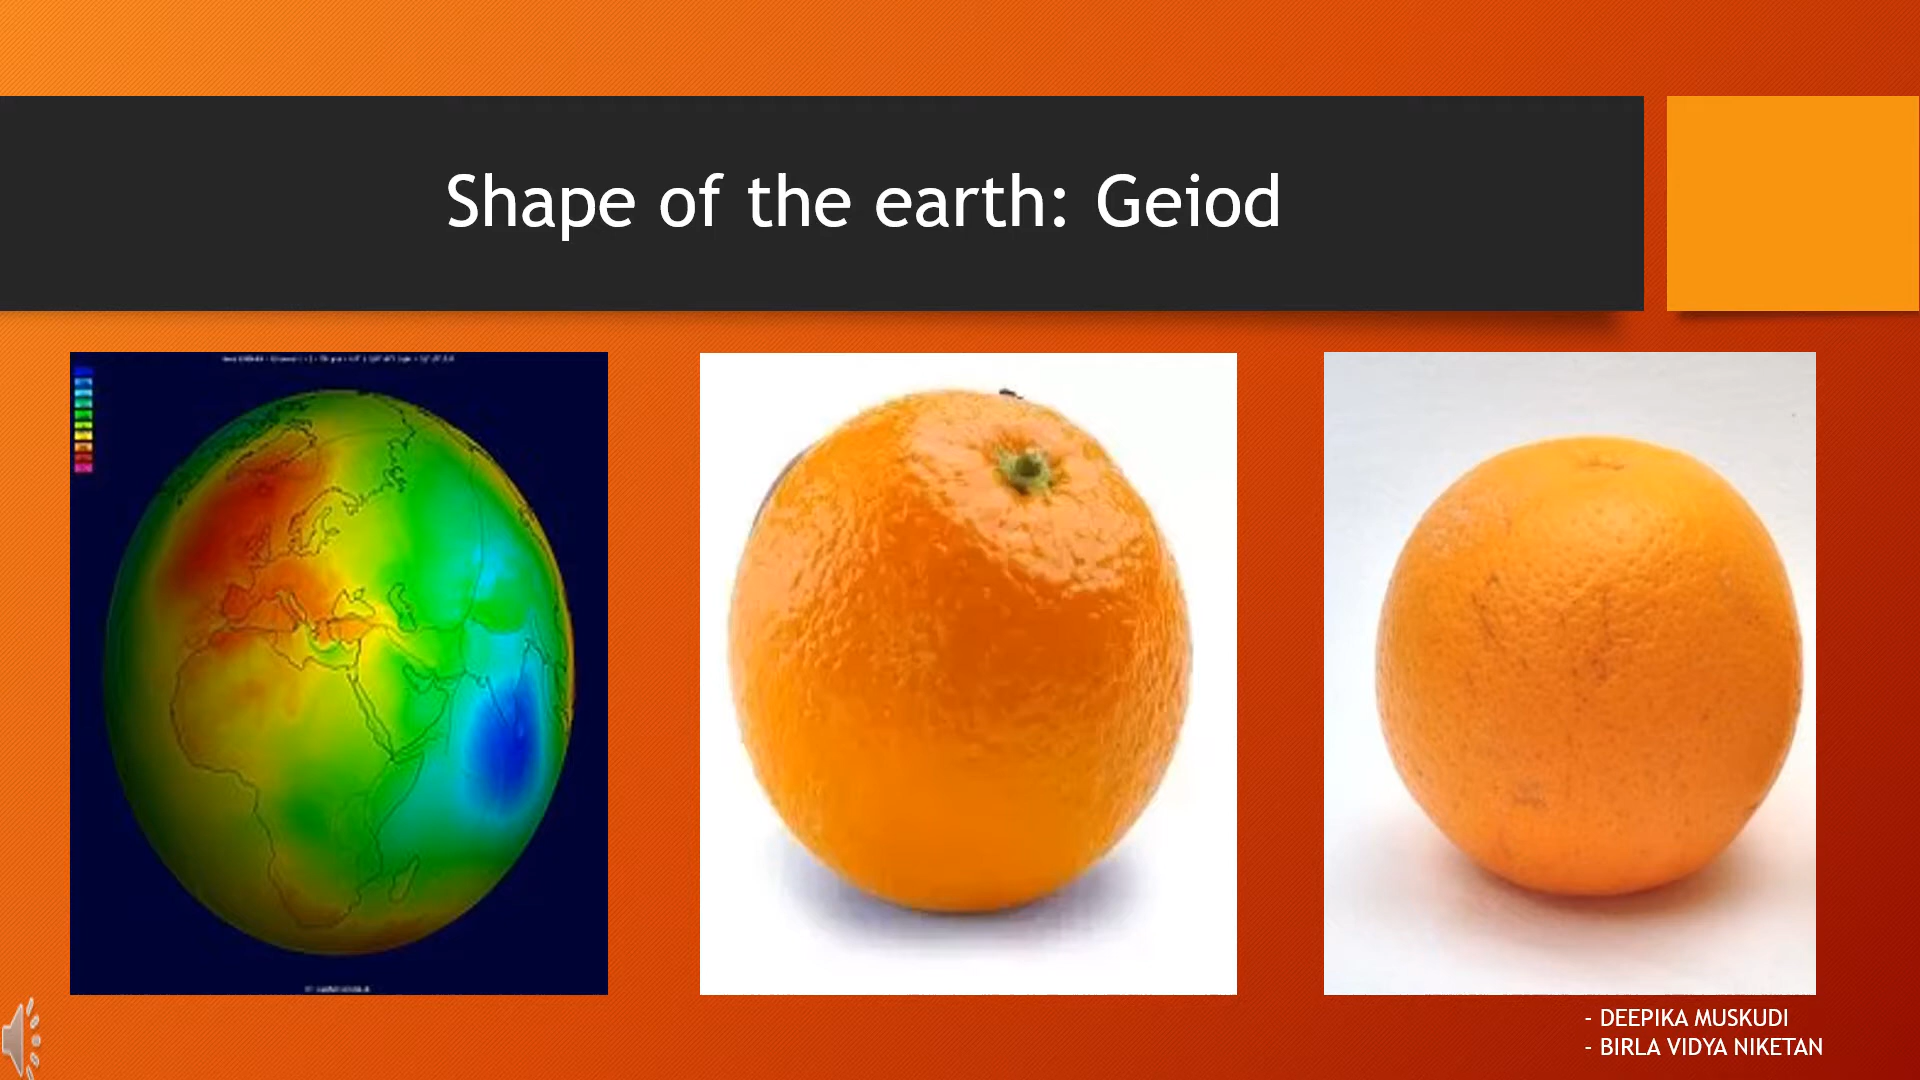 Shape of the earth: Geiod
- DEEPIKA MUSKUDI
- BIRLA VIDYA NIKETAN